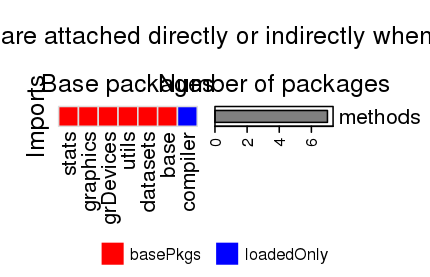 are attached directly or indirectly when
Base packages
Number of packages
Imports
methods
stats
graphics
grDevices
utils
datasets
base
compiler
0
2
4
6
basePkgs
loadedOnly